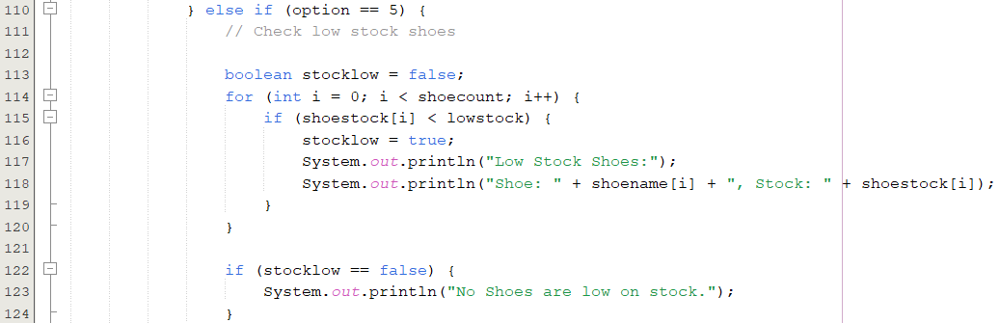 110 } else if (option == 5) {
111 // Check low stock shoes
112
113 boolean stocklow = false;
114 for (int i = 0; i < shoecount; i++) {
115 if (shoestock[i] < lowstock) {
116 stocklow = true;
117 System.out.println("Low Stock Shoes:");
118 System.out.println("Shoe: " + shoename[i] + ", Stock: " + shoestock[i]);
119 }
120 }
121
122 if (stocklow == false) {
123 System.out.println("No Shoes are low on stock.");
124 }